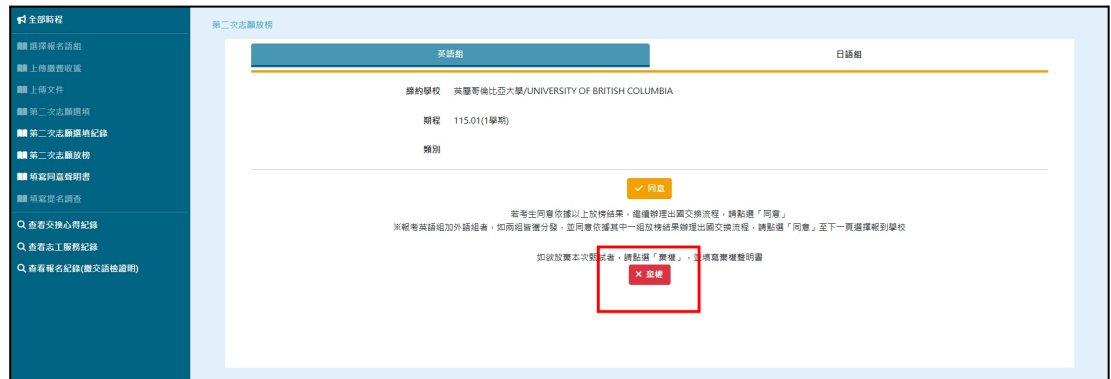 全部時程
選擇報名語組
上傳繳費收據
上傳文件
第二次志願選填
第二次志願選填紀錄
第二次志願放榜
填寫同意聲明書
填寫提名調查
查看交換心得紀錄
查看志工服務紀錄
查看報名紀錄(繳交語檢證明)
第二次志願放榜
英語組
日語組
締約學校 英屬哥倫比亞大學/UNIVERSITY OF BRITISH COLUMBIA
期程 115.01(1學期)
類別
同意
若考生同意依據以上放榜結果,繼續辦理出國交換流程,請點選「同意」
※報考英語組加外語組者,如兩組皆獲分發,並同意依據其中一組放榜結果辦理出國交換流程,請點選「同意」至下一頁選擇報到學校
如欲放棄本次甄試者,請點選「棄權」,並填寫棄權聲明書
棄權